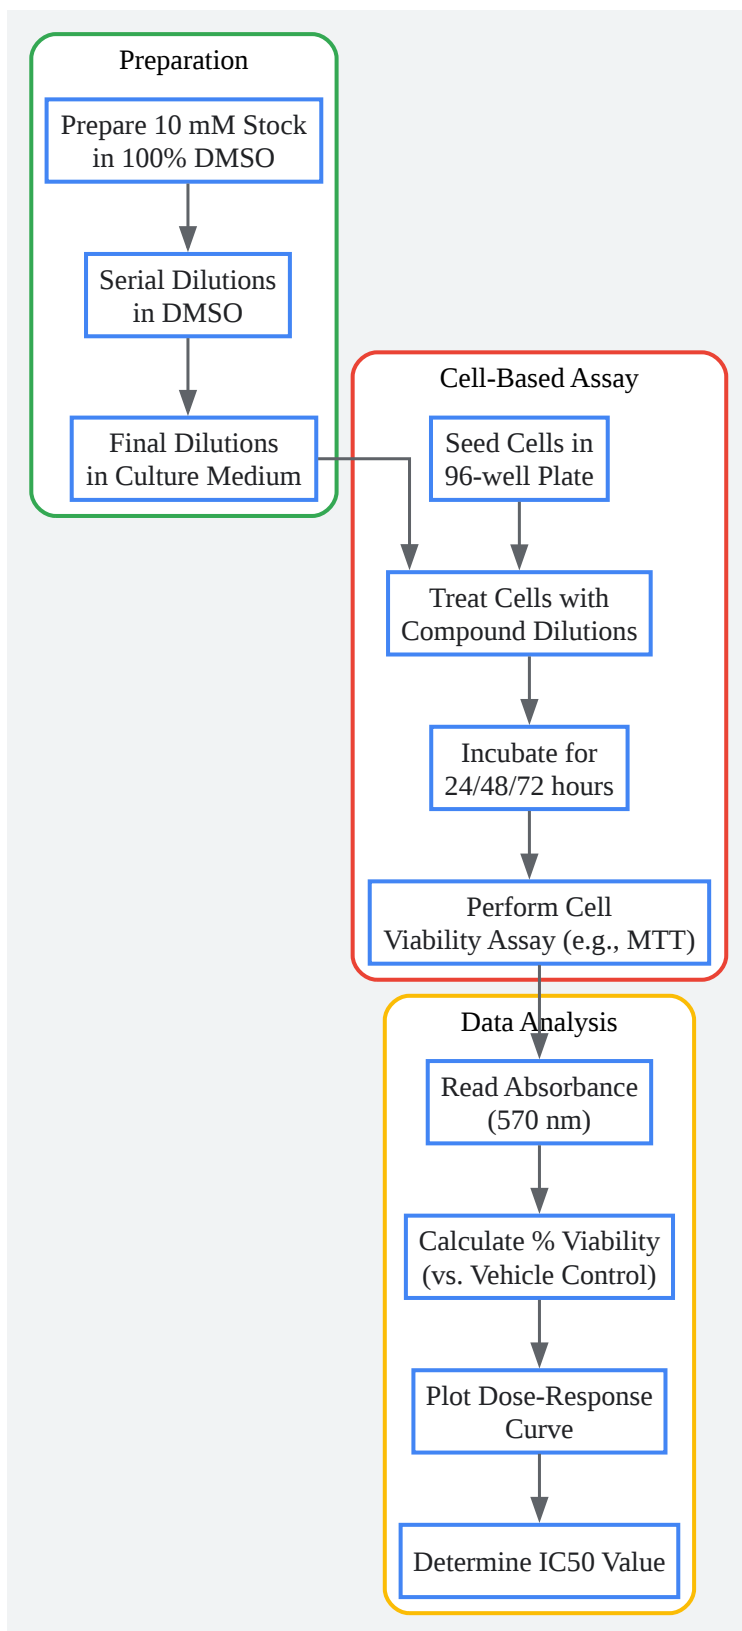 Preparation
Prepare 10 mM Stock
in 100% DMSO
Serial Dilutions
in DMSO
Final Dilutions
in Culture Medium
Cell-Based Assay
Seed Cells in
96-well Plate
Treat Cells with
Compound Dilutions
Incubate for
24/48/72 hours
Perform Cell
Viability Assay (e.g., MTT)
Data Analysis
Read Absorbance
(570 nm)
Calculate % Viability
(vs. Vehicle Control)
Plot Dose-Response
Curve
Determine IC50 Value